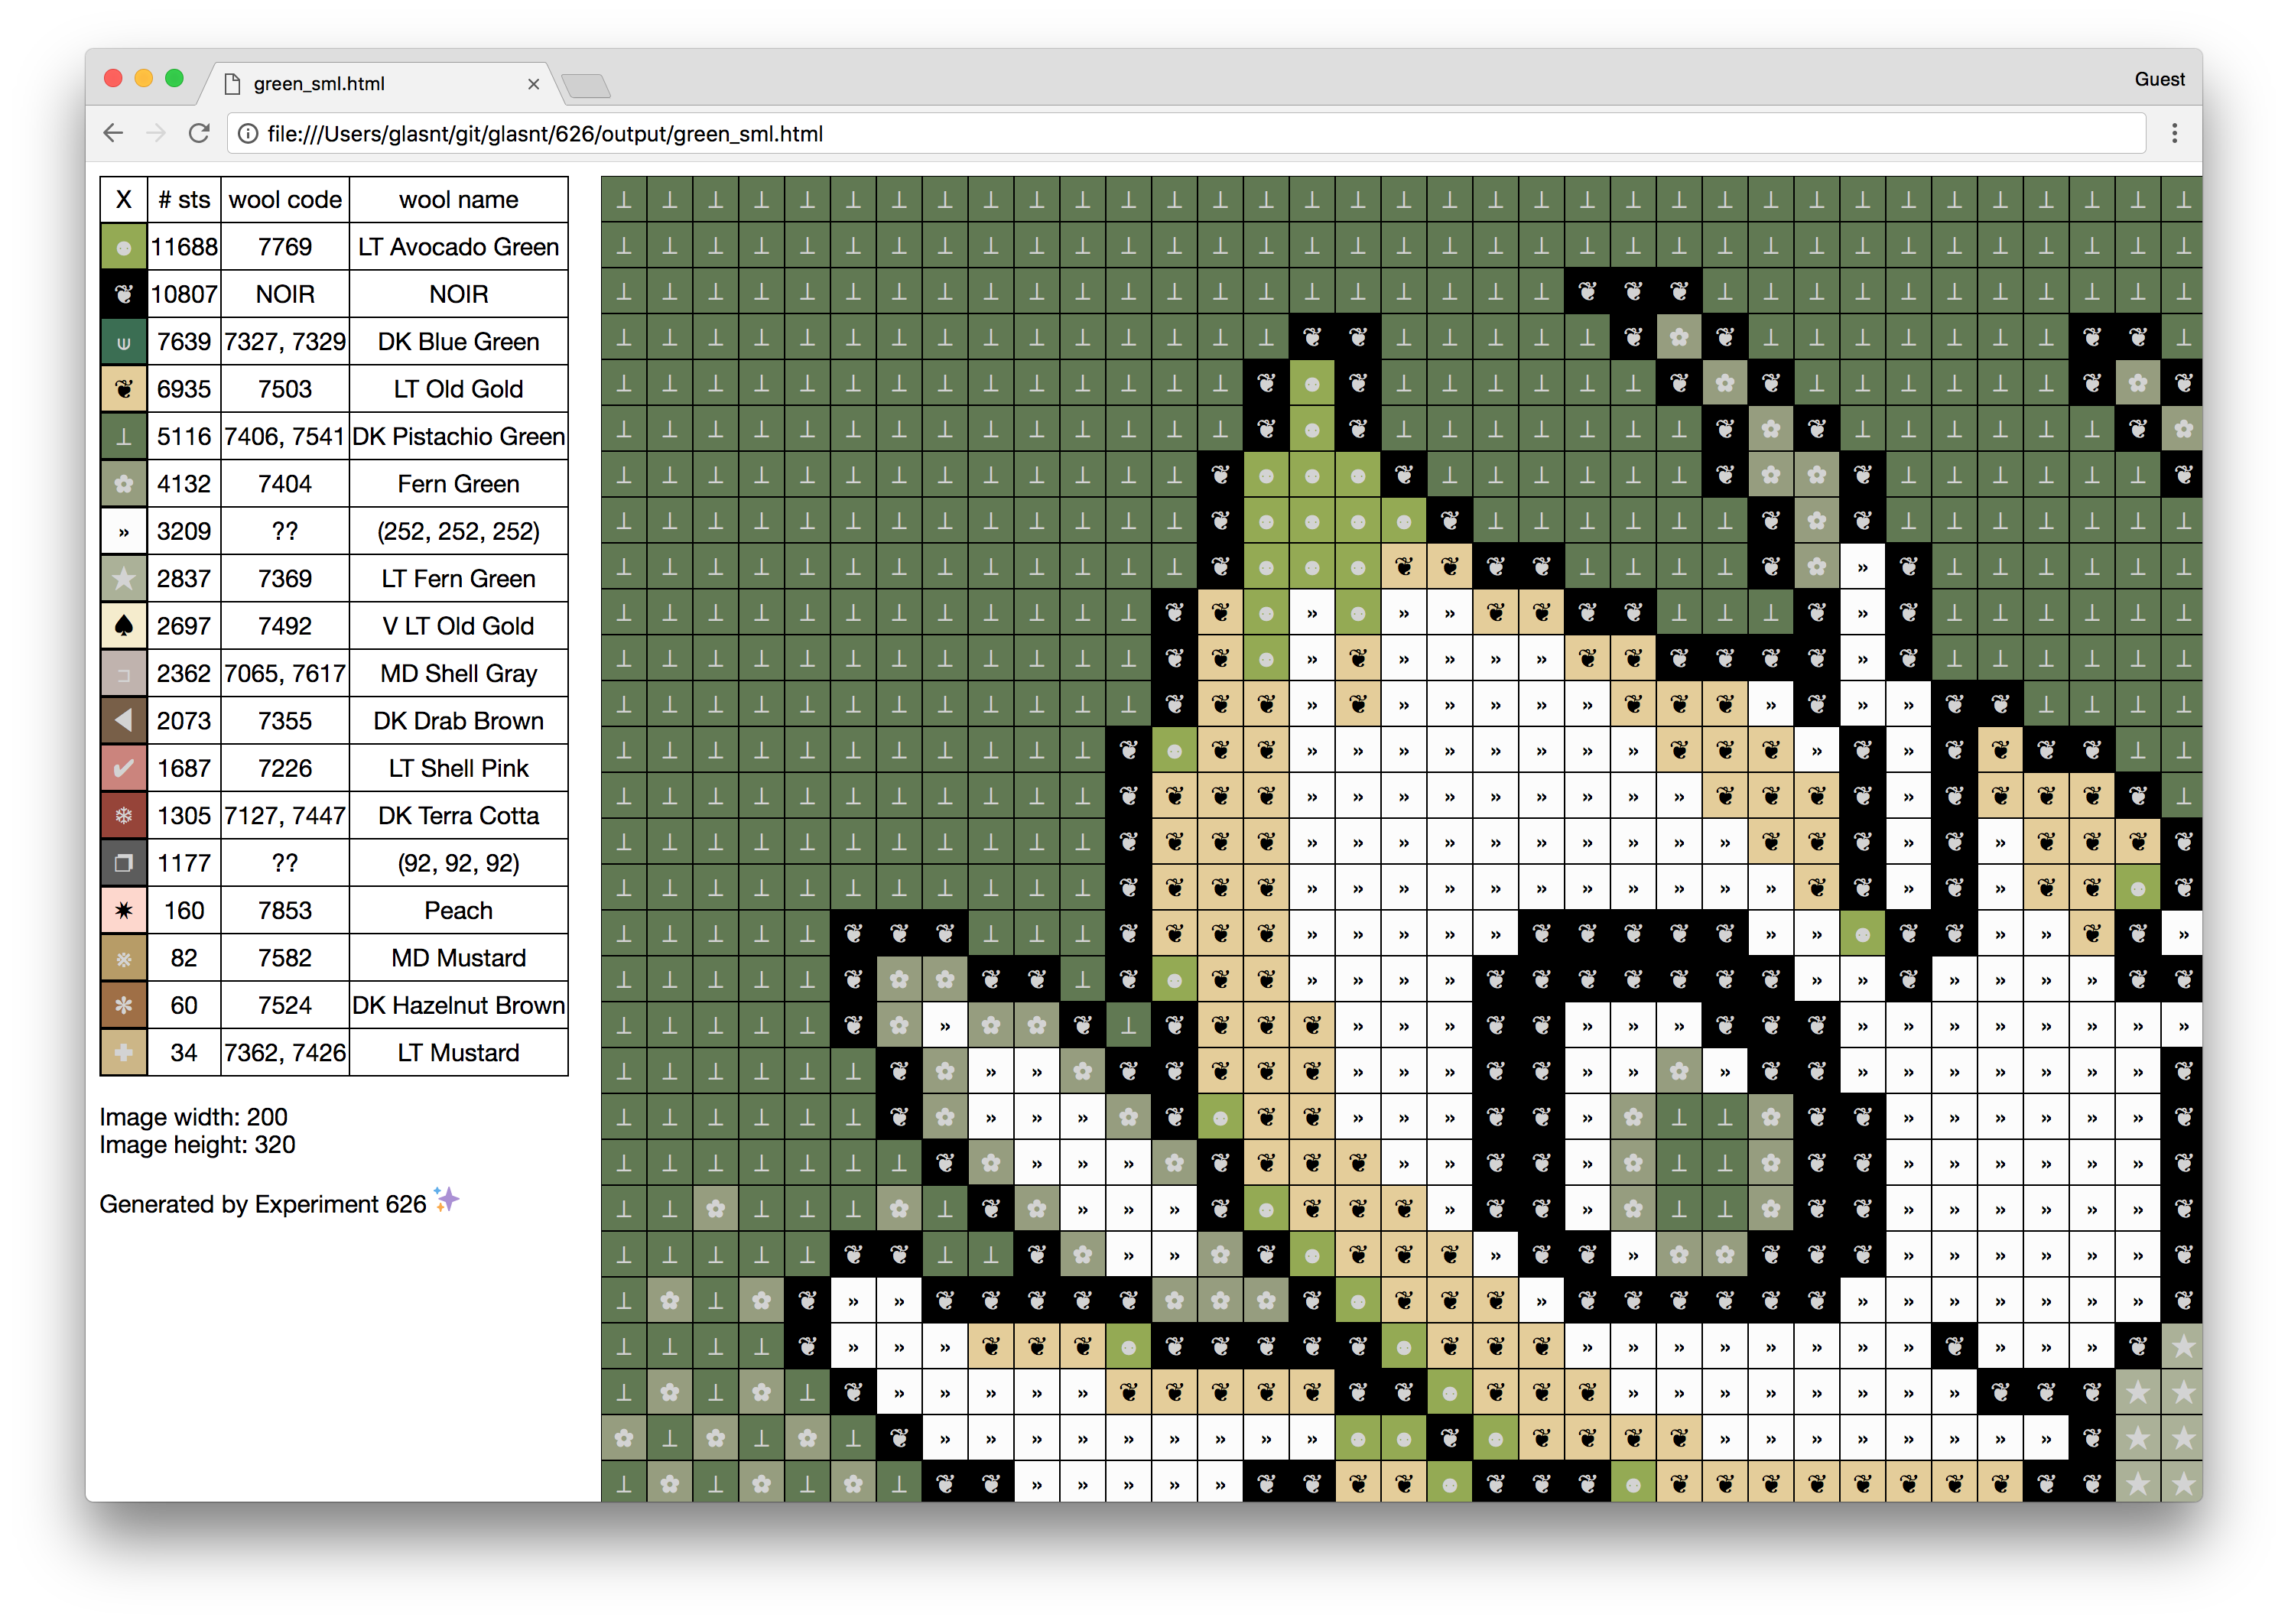 green_sml.html
Guest
file:///Users/glasnt/git/glasnt/626/output/green_sml.html
X # sts wool code wool name
11688 7769 LT Avocado Green
10807 NOIR NOIR
7639 7327, 7329 DK Blue Green
6935 7503 LT Old Gold
5116 7406, 7541 DK Pistachio Green
4132 7404 Fern Green
» 3209 ?? (252, 252, 252)
2837 7369 LT Fern Green
2697 7492 V LT Old Gold
2362 7065, 7617 MD Shell Gray
2073 7355 DK Drab Brown
1687 7226 LT Shell Pink
1305 7127, 7447 DK Terra Cotta
1177 ?? (92, 92, 92)
160 7853 Peach
82 7582 MD Mustard
60 7524 DK Hazelnut Brown
34 7362, 7426 LT Mustard
Image width: 200
Image height: 320
Generated by Experiment 626